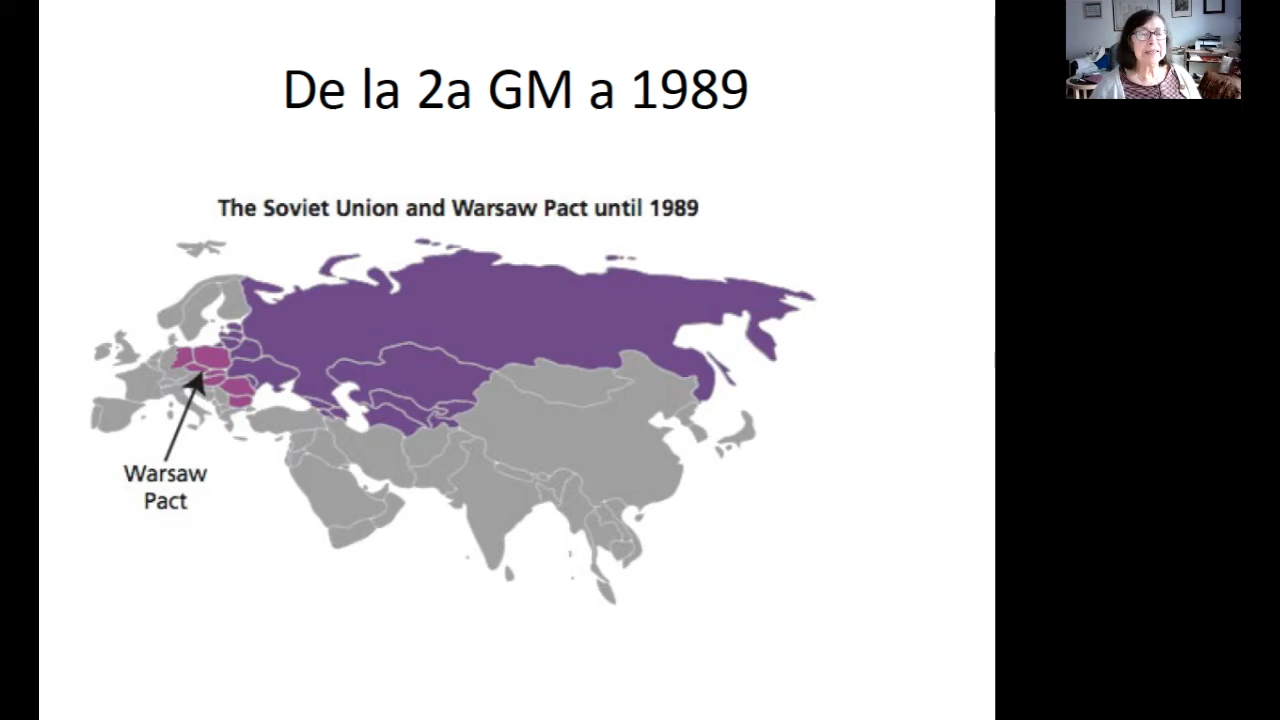 De la 2a GM a 1989
The Soviet Union and Warsaw Pact until 1989
Warsaw
Pact